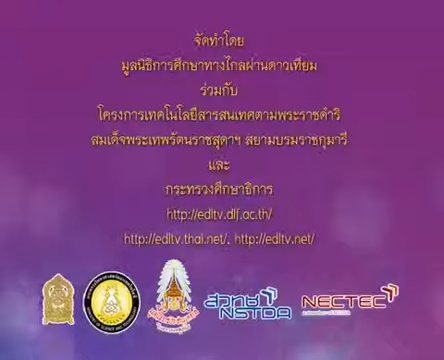 จัดทำโดย
มูลนิธิการศึกษาทางไกลผ่านดาวเทียม
ร่วมกับ
โครงการเทคโนโลยีสารสนเทศตามพระราชดำริ
สมเด็จพระเทพรัตนราชสุดาฯ สยามบรมราชกุมารี
และ
กระทรวงศึกษาธิการ
http://edltv.dlf.ac.th/
http://edltv.thai.net/, http://edltv.net/
สวทช NECTEC
NSTDA